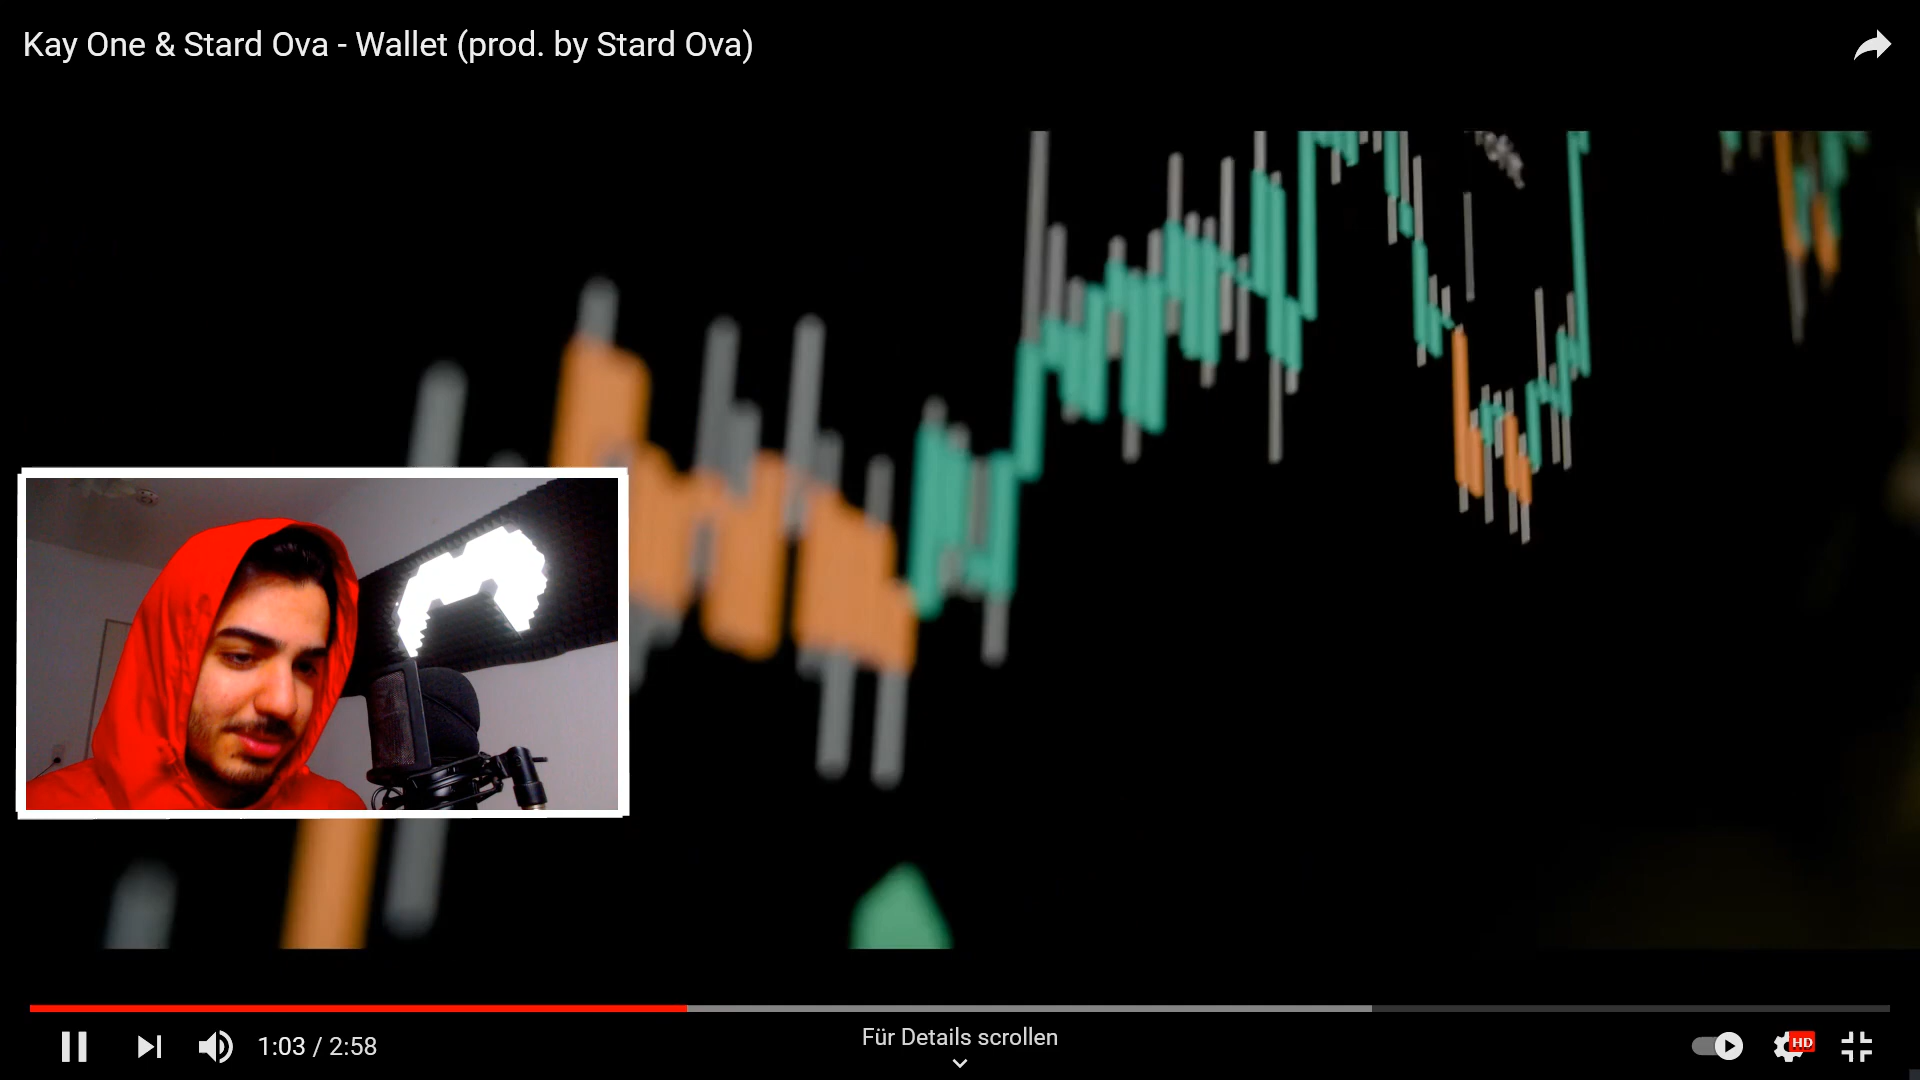 Kay One & Stard Ova - Wallet (prod. by Stard Ova)
1:03 / 2:58
Für Details scrollen
HD